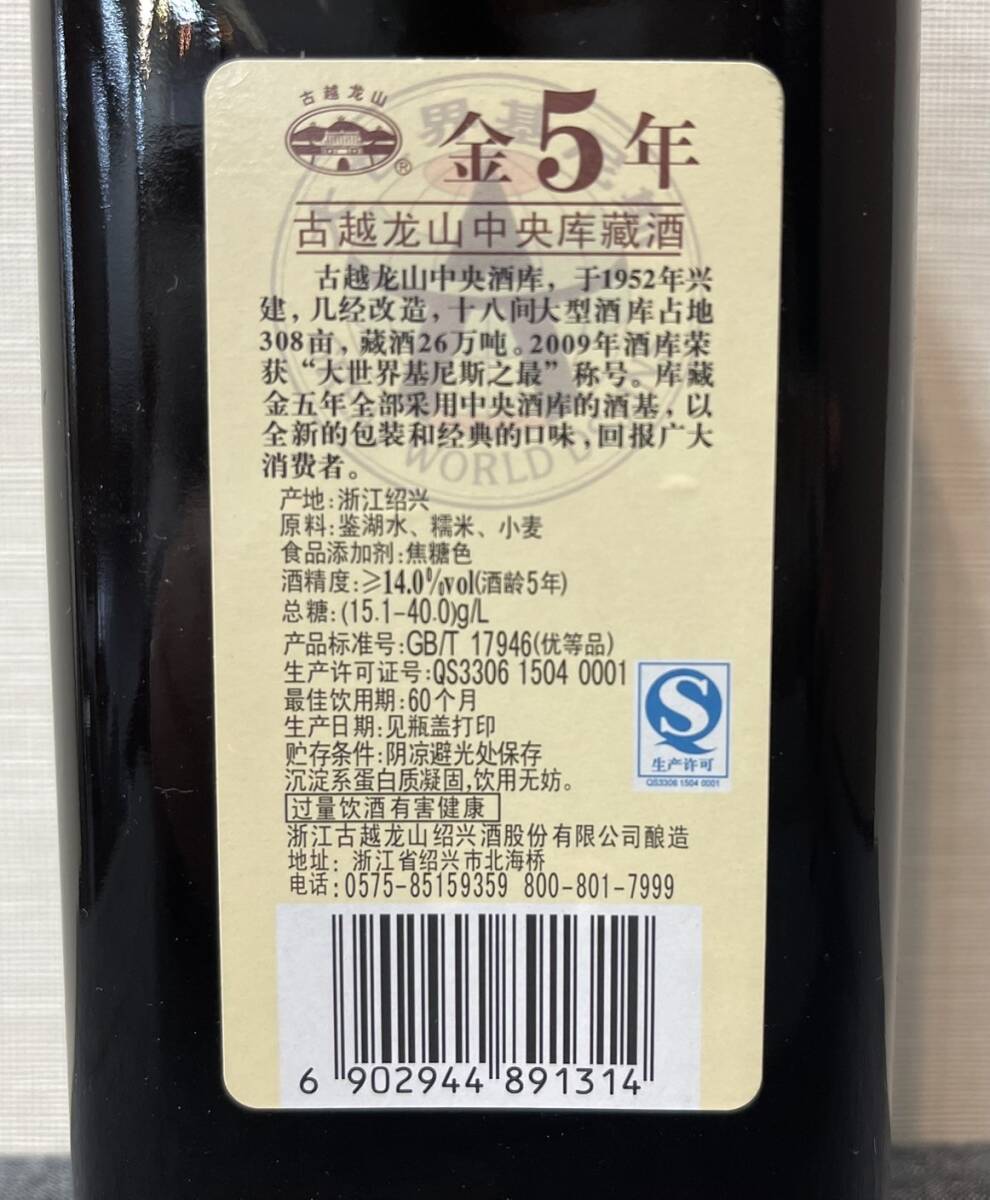 古越龙山
®
金5年
古越龙山中央库藏酒
古越龙山中央酒库，于1952年兴
建，几经改造，十八间大型酒库占地
308亩，藏酒26万吨。2009年酒库荣
获“大世界基尼斯之最”称号。库藏
金五年全部采用中央酒库的酒基，以
全新的包装和经典的口味，回报广大
消费者。
WORLD
产地：浙江绍兴
原料：鉴湖水、糯米、小麦
食品添加剂：焦糖色
酒精度：≥14.0%vol(酒龄5年)
总糖：(15.1-40.0)g/L
产品标准号：GB/T 17946(优等品)
生产许可证号：QS3306 1504 0001
最佳饮用期：60个月
生产日期：见瓶盖打印
贮存条件：阴凉避光处保存
沉淀系蛋白质凝固，饮用无妨。
过量饮酒有害健康
生产许可
QS3306 1504 0001
浙江古越龙山绍兴酒股份有限公司酿造
地址：浙江省绍兴市北海桥
电话：0575-85159359 800-801-7999
6 902944 891314